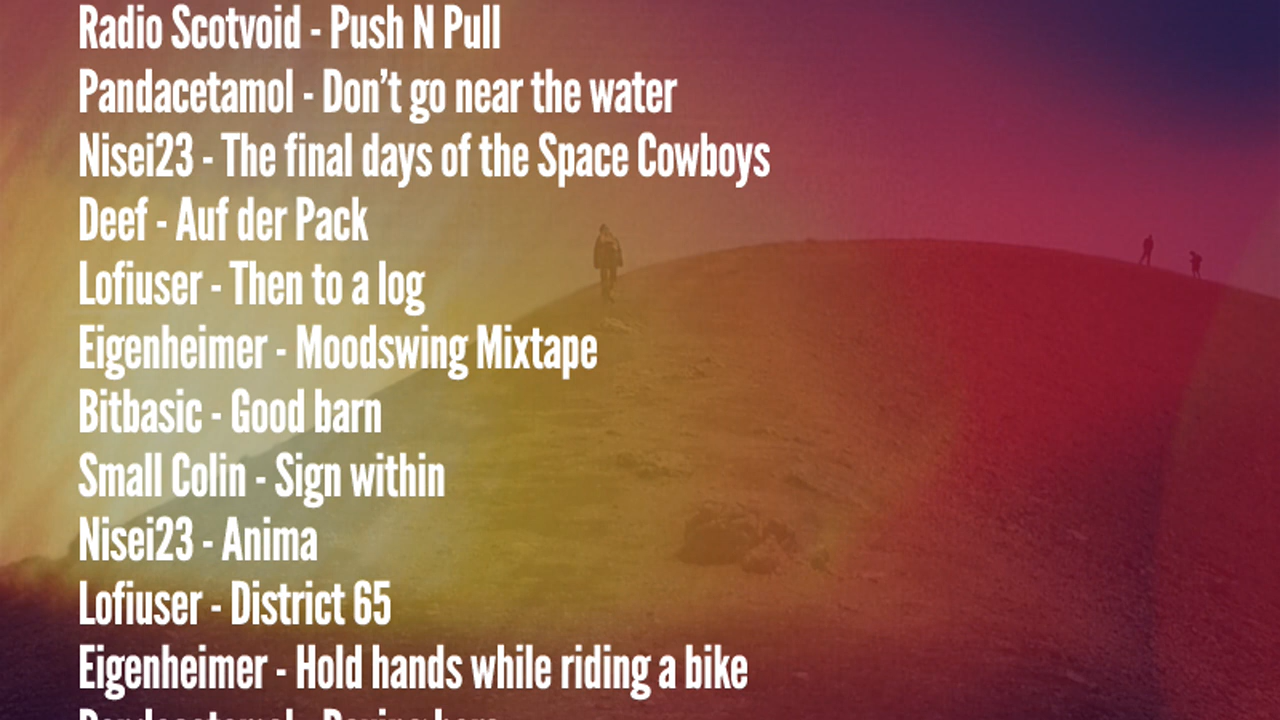 Radio Scotvoid - Push N Pull
Pandacetamol - Don’t go near the water
Nisei23 - The final days of the Space Cowboys
Deef - Auf der Pack
Lofiuser - Then to a log
Eigenheimer - Moodswing Mixtape
Bitbasic - Good barn
Small Colin - Sign within
Nisei23 - Anima
Lofiuser - District 65
Eigenheimer - Hold hands while riding a bike
Pandacetamol -